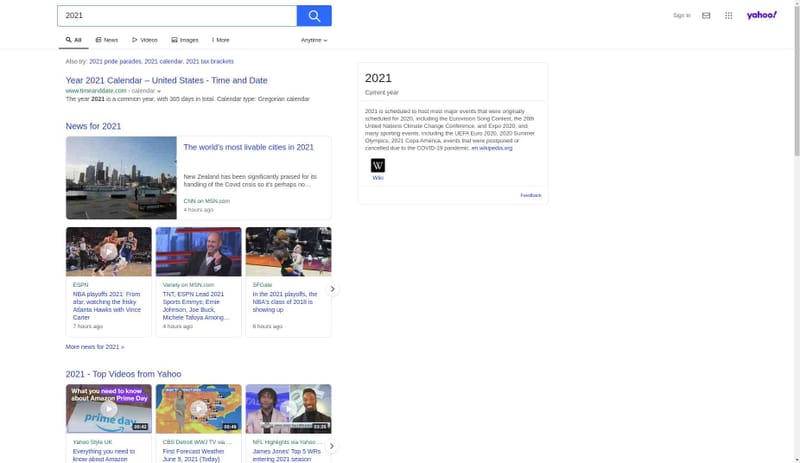 2021
Sign in
yahoo!
All
News
Videos
Images
More
Anytime
Also try: 2021 pride parades, 2021 calendar, 2021 tax brackets
Year 2021 Calendar – United States - Time and Date
www.timeanddate.com › calendar
The year 2021 is a common year, with 365 days in total. Calendar type: Gregorian calendar
News for 2021
The world's most livable cities in 2021
New Zealand has been significantly praised for its
handling of the Covid crisis so it's perhaps no…
CNN on MSN.com
4 hours ago
ESPN
NBA playoffs 2021: From
afar, watching the frisky
Atlanta Hawks with Vince
Carter
7 hours ago
Variety on MSN.com
TNT, ESPN Lead 2021
Sports Emmys; Ernie
Johnson, Joe Buck,
Michele Tafoya Among…
4 hours ago
SFGate
In the 2021 playoffs, the
NBA's class of 2018 is
showing up
6 hours ago
More news for 2021 »
2021 - Top Videos from Yahoo
What you need to know
about Amazon Prime Day
prime day
00:42
Yahoo Style UK
Everything you need to
know about Amazon
00:49
CBS Detroit WWJ TV via …
First Forecast Weather
June 9, 2021 (Today)
03:25
NFL Highlights via Yahoo …
James Jones' Top 5 WRs
entering 2021 season
2021
Current year
2021 is scheduled to host most major events that were originally
scheduled for 2020, including the Eurovision Song Contest, the 26th
United Nations Climate Change Conference, and Expo 2020, and
many sporting events, including the UEFA Euro 2020, 2020 Summer
Olympics, 2021 Copa América, events that were postponed or
cancelled due to the COVID-19 pandemic. en.wikipedia.org
W
Wiki
Feedback